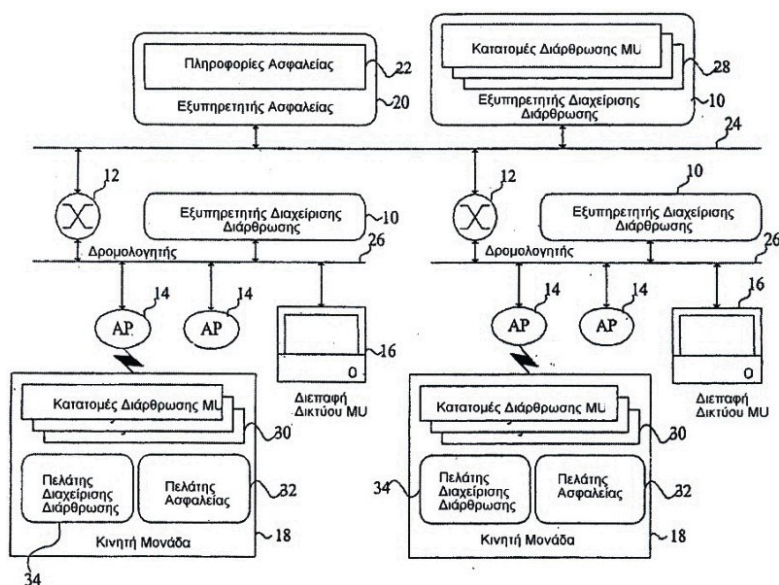 Πληροφορίες Ασφαλείας
22
Εξυπηρετητής Ασφαλείας
20
Κατατομές Διάρθρωσης MU
28
Εξυπηρετητής Διαχείρισης
Διάρθρωσης
10
24
12
Εξυπηρετητής Διαχείρισης
Διάρθρωσης
10
Δρομολογητής
26
12
10
Εξυπηρετητής Διαχείρισης
Διάρθρωσης
Δρομολογητής
26
14
AP
14
AP
16
Διεπαφή
Δικτύου MU
14
AP
14
AP
16
Διεπαφή
Δικτύου MU
Κατατομές Διάρθρωσης MU
30
Πελάτης
Διαχείρισης
Διάρθρωσης
Πελάτης
Ασφαλείας
32
Κινητή Μονάδα
18
34
Κατατομές Διάρθρωσης MU
30
34
Πελάτης
Διαχείρισης
Διάρθρωσης
Πελάτης
Ασφαλείας
32
Κινητή Μονάδα
18